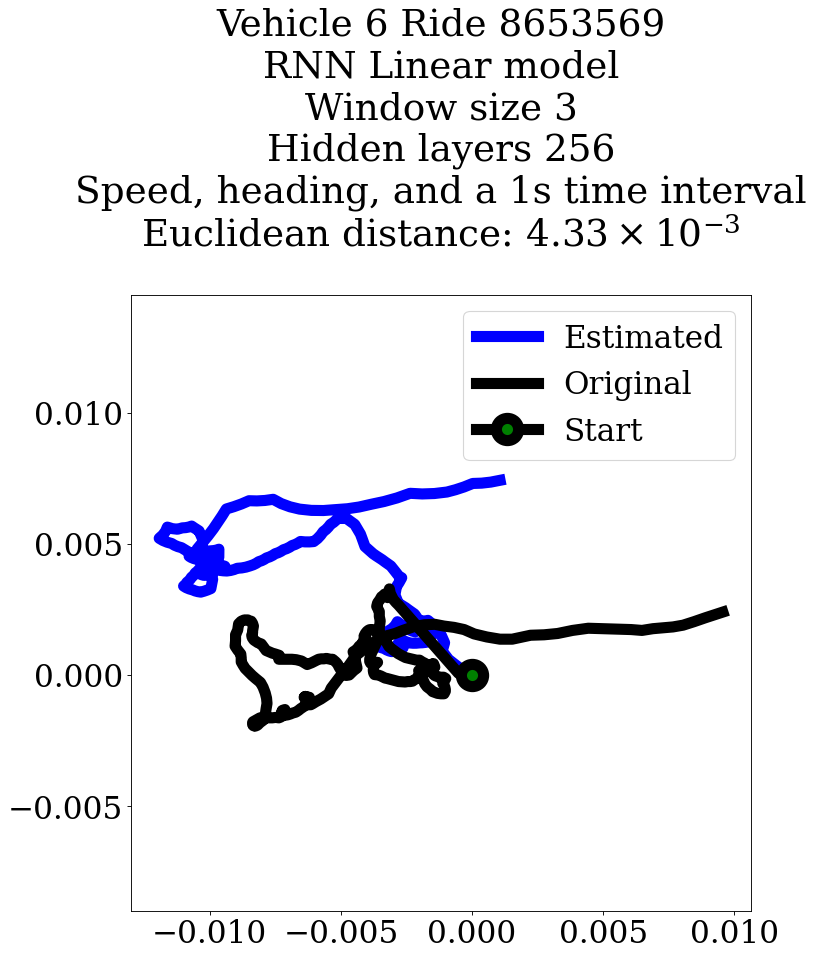 Vehicle 6 Ride 8653569
RNN Linear model
Window size 3
Hidden layers 256
Speed, heading, and a 1s time interval
Euclidean distance: 4.33 × 10⁻³
Estimated
Original
Start
0.010
0.005
0.000
−0.005
−0.010 −0.005 0.000 0.005 0.010